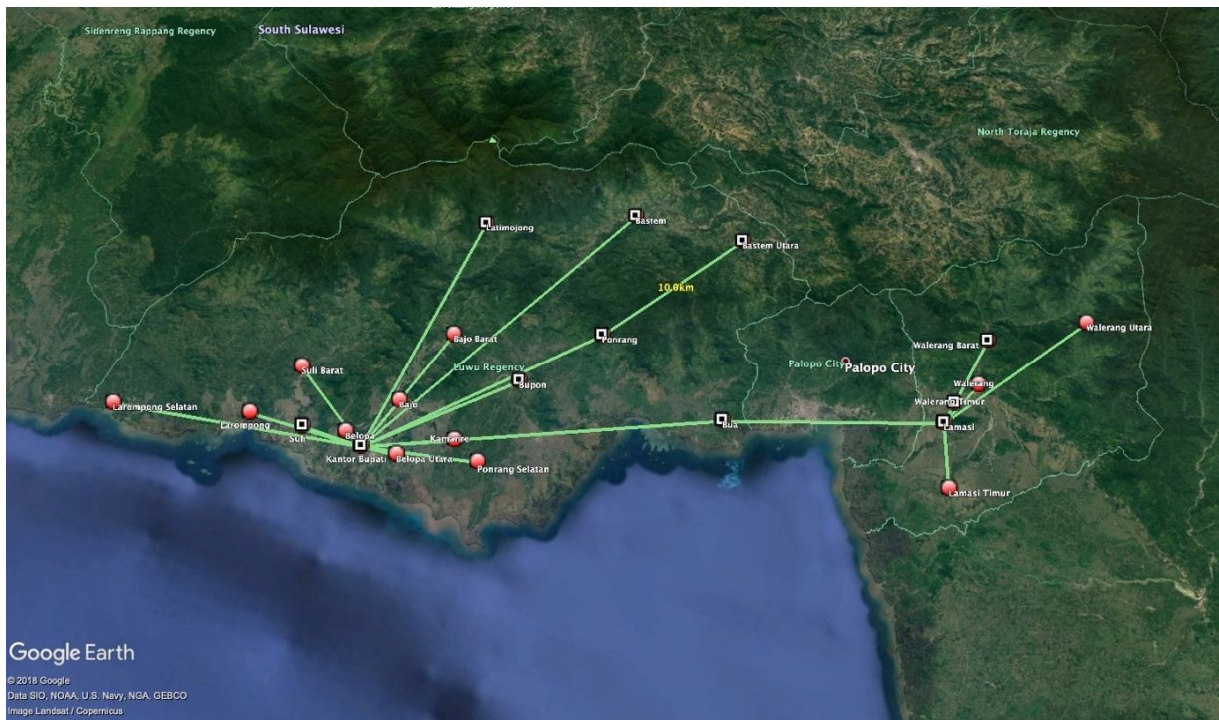 Sidenreng Rappang Regency
South Sulawesi
North Toraja Regency
Latimojong
Bastem
Bastem Utara
10.0km
Walerang Utara
Bajo Barat
Ponrang
Walerang Barat
Luwu Regency
Palopo City
Palopo City
Suli Barat
Bupon
Walerang
Larompong Selatan
Bajo
Walerang Timur
Larompong
Suli
Belopa
Kamanre
Bua
Lamasi
Kantor Bupati
Belopa Utara
Ponrang Selatan
Lamasi Timur
Google Earth
© 2018 Google
Data SIO, NOAA, U.S. Navy, NGA, GEBCO
Image Landsat / Copernicus